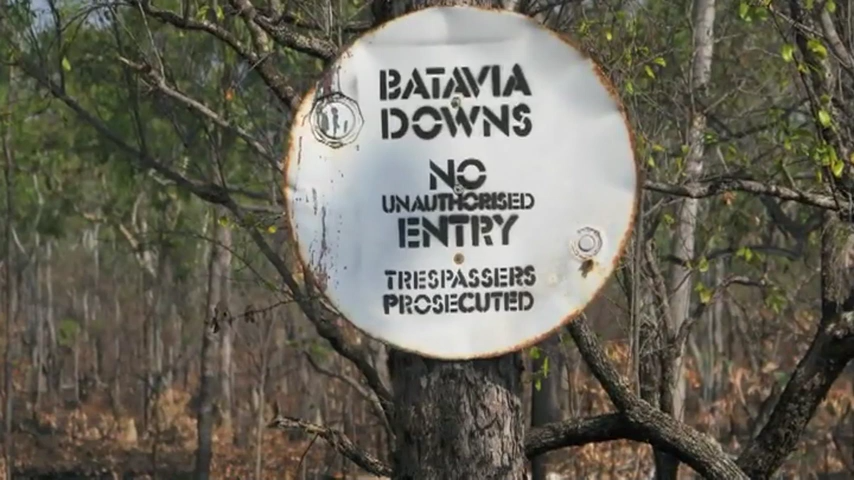 BATAVIA
DOWNS
NO
UNAUTHORISED
ENTRY
TRESPASSERS
PROSECUTED